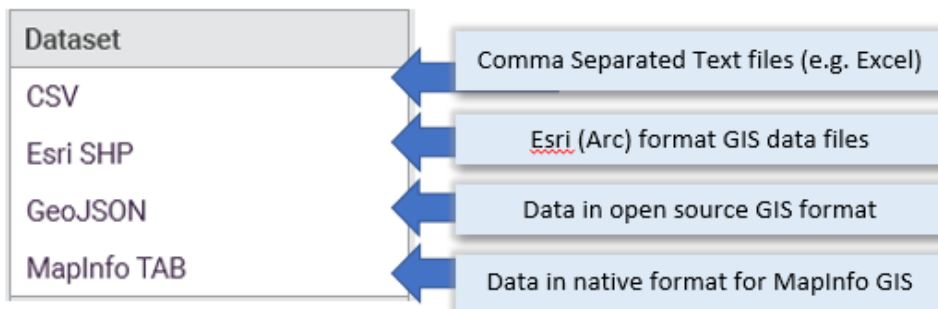 Dataset
Comma Separated Text files (e.g. Excel)
CSV
Esri (Arc) format GIS data files
Esri SHP
Data in open source GIS format
GeoJSON
Data in native format for MapInfo GIS
MapInfo TAB